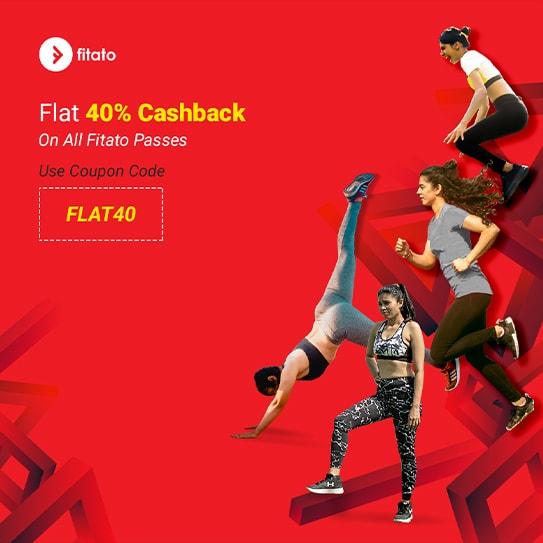 fitato
Flat 40% Cashback
On All Fitato Passes
Use Coupon Code
FLAT40